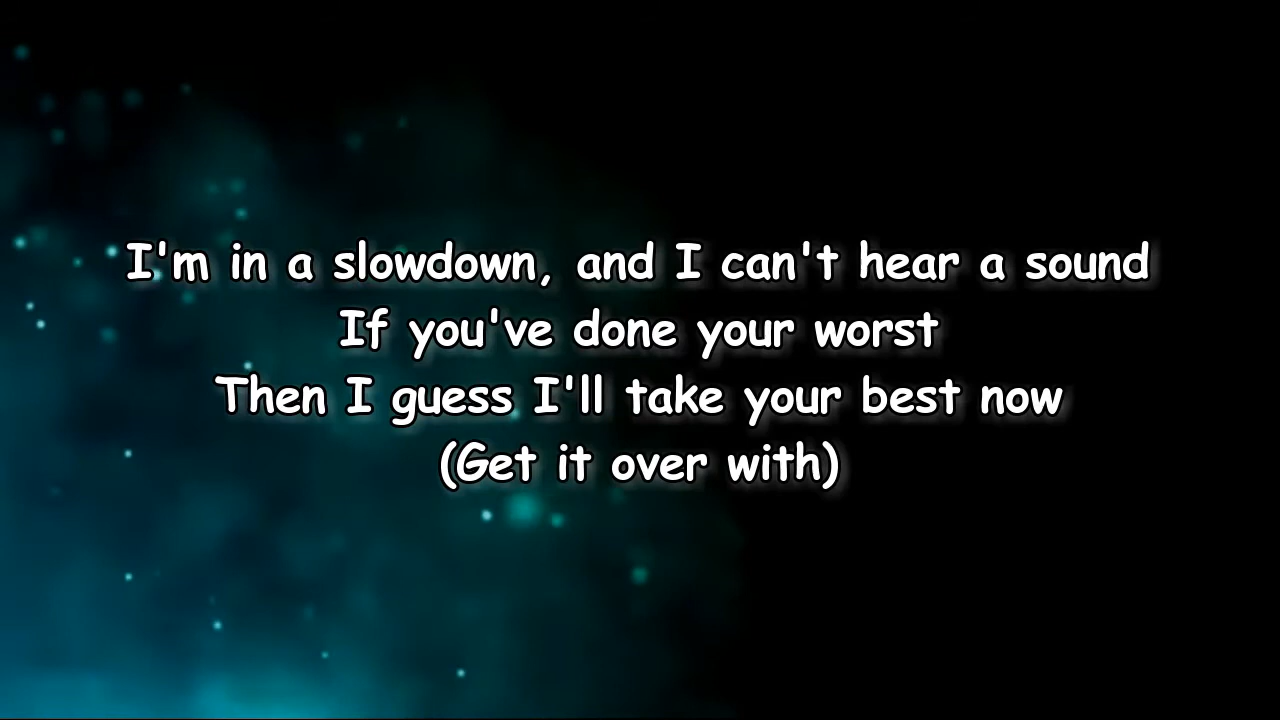 I'm in a slowdown, and I can't hear a sound
If you've done your worst
Then I guess I'll take your best now
(Get it over with)